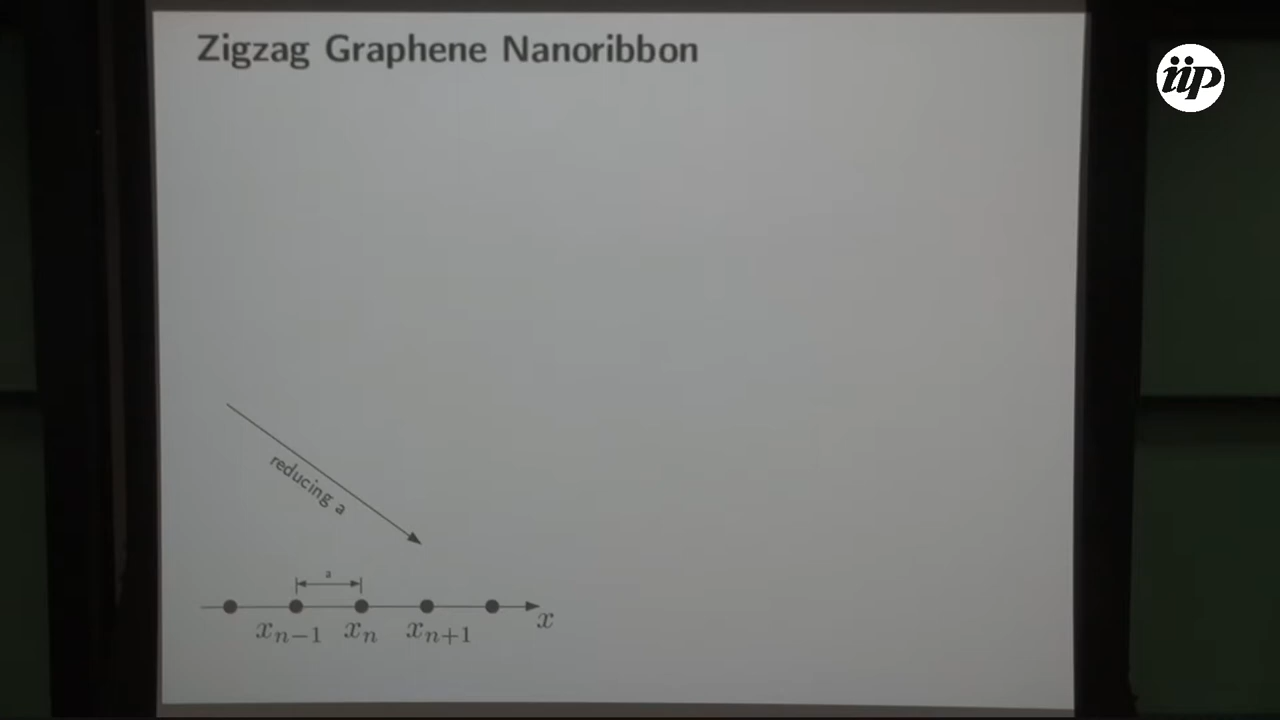 Zigzag Graphene Nanoribbon
iip
reducing a
a
x_{n-1} x_n x_{n+1} x